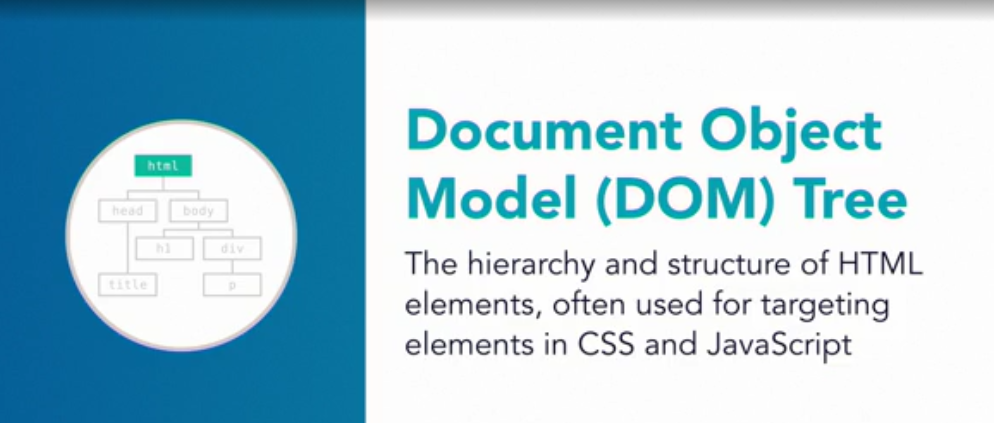 html
head body
h1 div
title p
Document Object
Model (DOM) Tree
The hierarchy and structure of HTML
elements, often used for targeting
elements in CSS and JavaScript